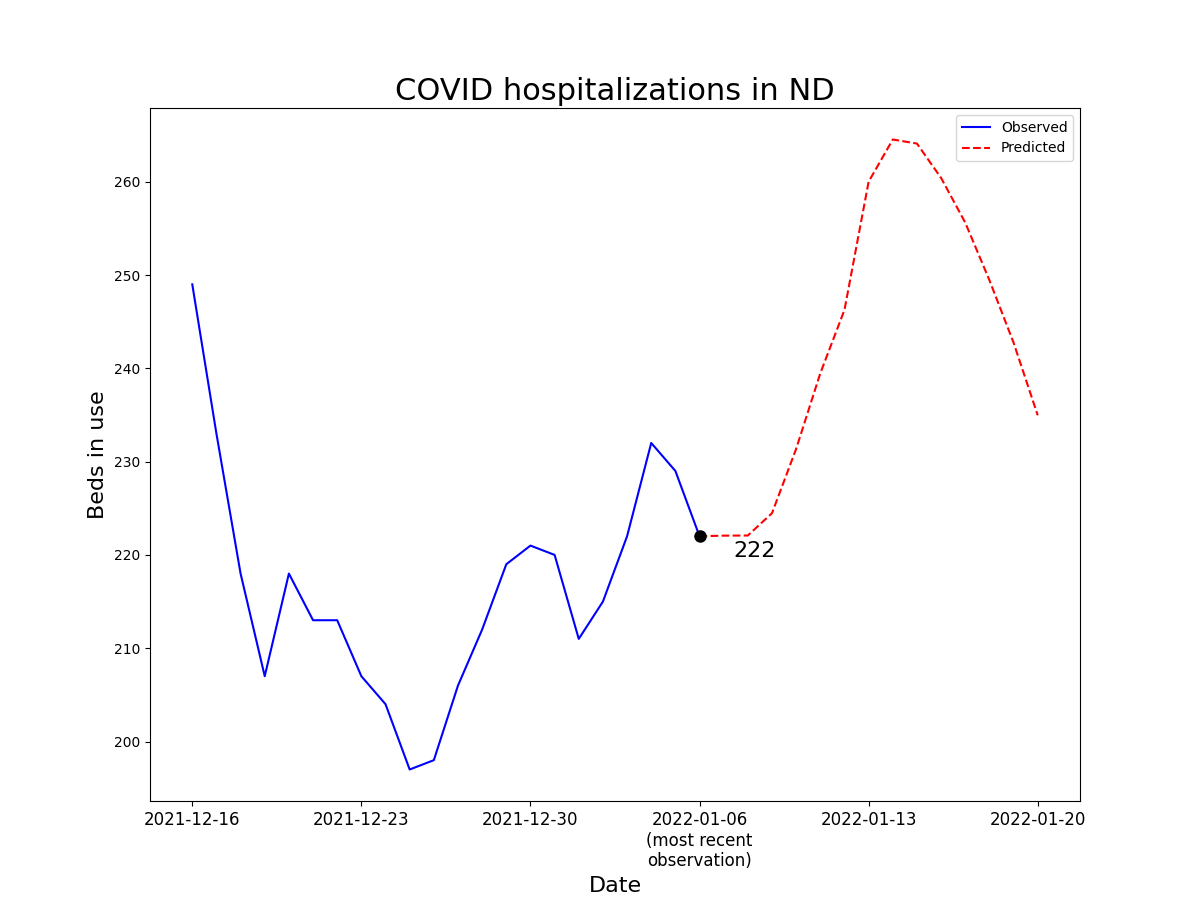 COVID hospitalizations in ND
Observed
Predicted
260
250
240
230
220
210
200
Beds in use
222
2021-12-16
2021-12-23
2021-12-30
2022-01-06
(most recent
observation)
2022-01-13
2022-01-20
Date